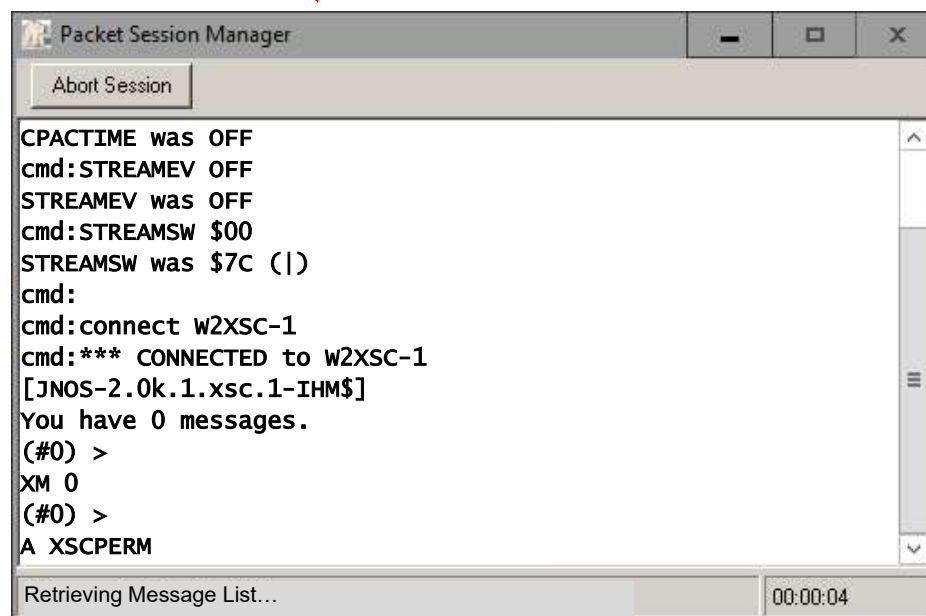 Packet Session Manager
Abort Session
CPACTIME was OFF
cmd:STREAMEV OFF
STREAMEV was OFF
cmd:STREAMSW $00
STREAMSW was $7C (|)
cmd:
cmd:connect W2XSC-1
cmd:*** CONNECTED to W2XSC-1
[JNOS-2.0k.1.xsc.1-IHM$]
You have 0 messages.
(#0) >
XM 0
(#0) >
A XSCPERM
Retrieving Message List… 00:00:04